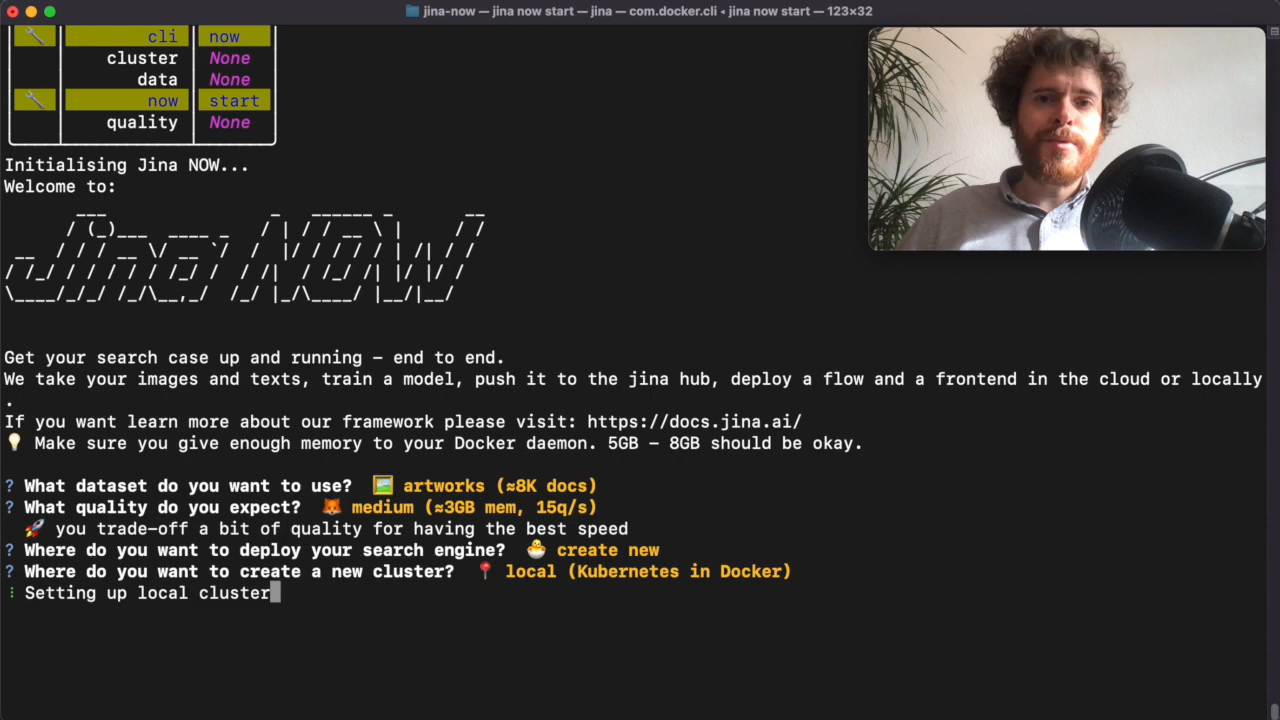 jina-now — jina now start — jina — com.docker.cli ◂ jina now start — 123×32
cli now
cluster None
data None
now start
quality None
Initialising Jina NOW...
Welcome to:
Jina NOW
Get your search case up and running - end to end.
We take your images and texts, train a model, push it to the jina hub, deploy a flow and a frontend in the cloud or locally
.
If you want learn more about our framework please visit: https://docs.jina.ai/
💡 Make sure you give enough memory to your Docker daemon. 5GB - 8GB should be okay.
? What dataset do you want to use? 🖼️ artworks (≈8K docs)
? What quality do you expect? 🦊 medium (≈3GB mem, 15q/s)
🚀 you trade-off a bit of quality for having the best speed
? Where do you want to deploy your search engine? 🐣 create new
? Where do you want to create a new cluster? 📍 local (Kubernetes in Docker)
⠇ Setting up local cluster